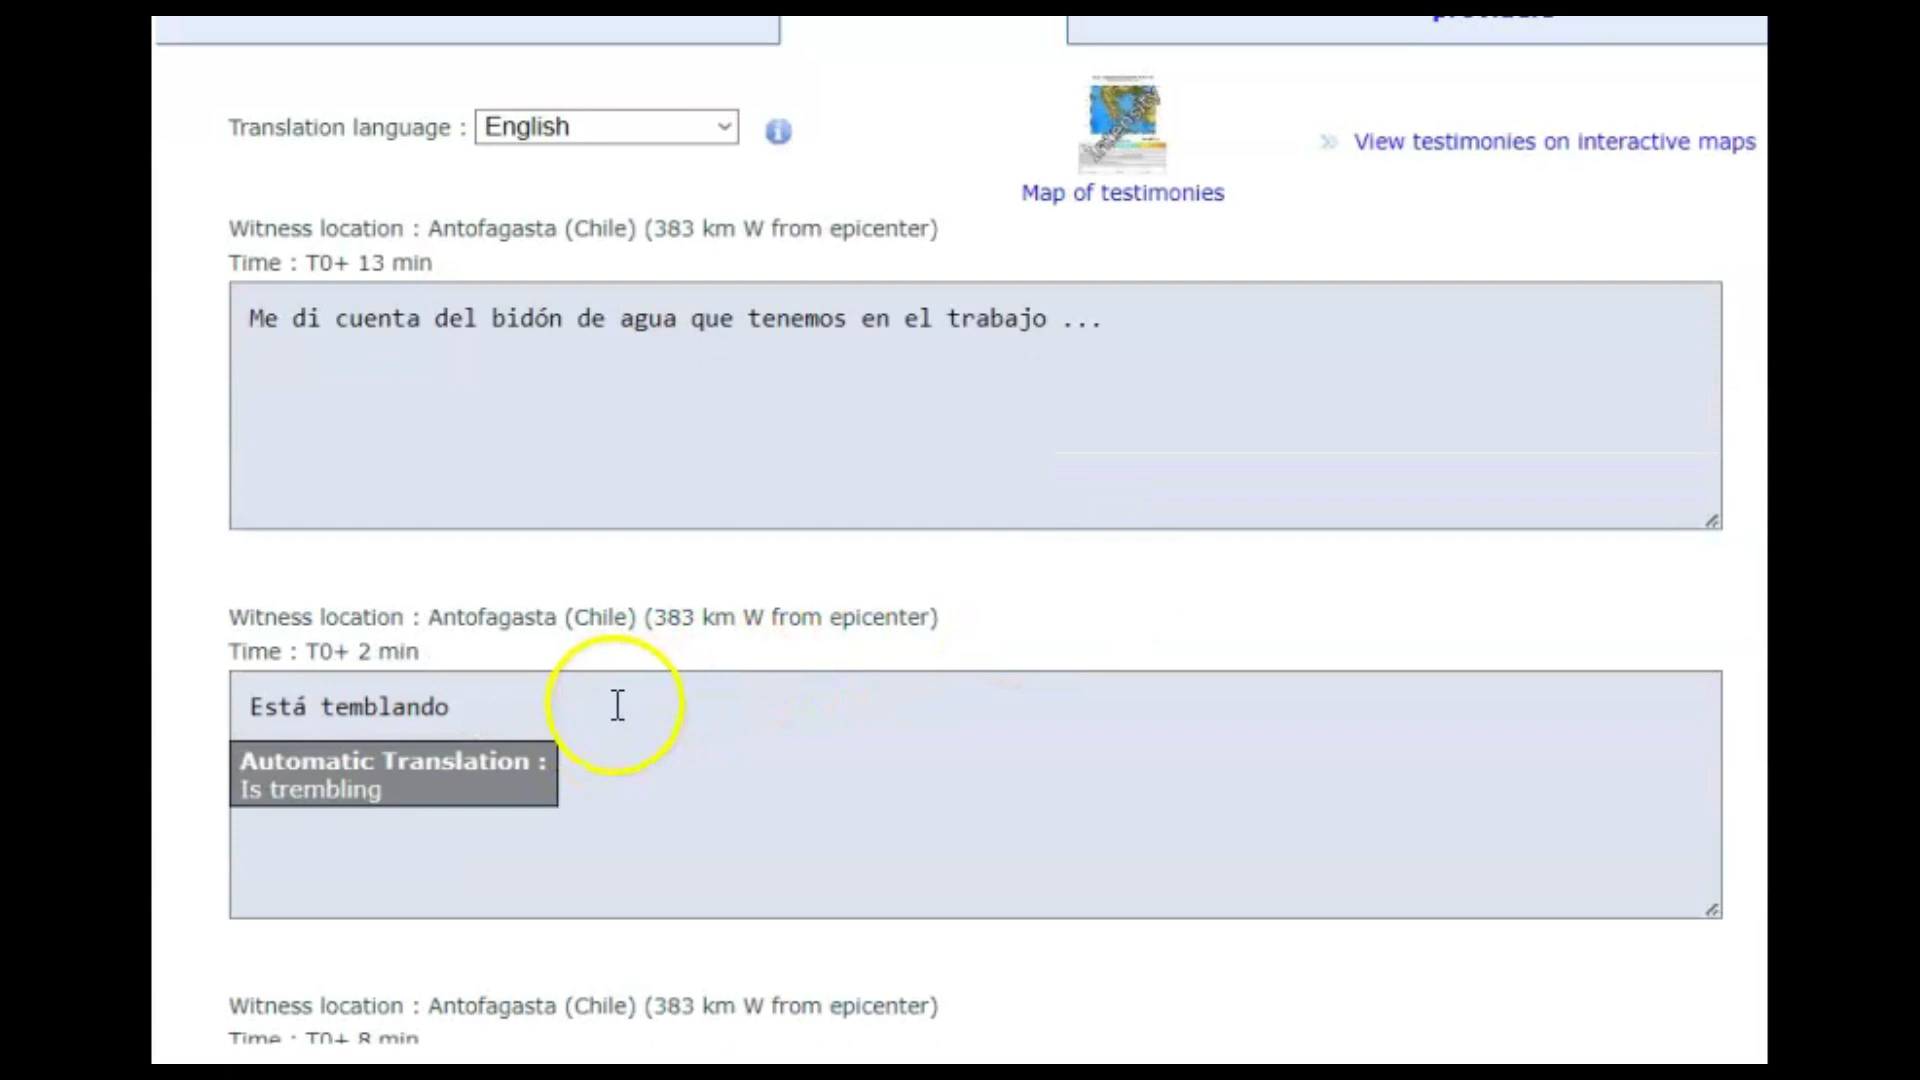 Translation language : English
Map of testimonies
View testimonies on interactive maps
Witness location : Antofagasta (Chile) (383 km W from epicenter)
Time : T0+ 13 min
Me di cuenta del bidón de agua que tenemos en el trabajo ...
Witness location : Antofagasta (Chile) (383 km W from epicenter)
Time : T0+ 2 min
Está temblando
Automatic Translation :
Is trembling
Witness location : Antofagasta (Chile) (383 km W from epicenter)
Time : T0+ 8 min